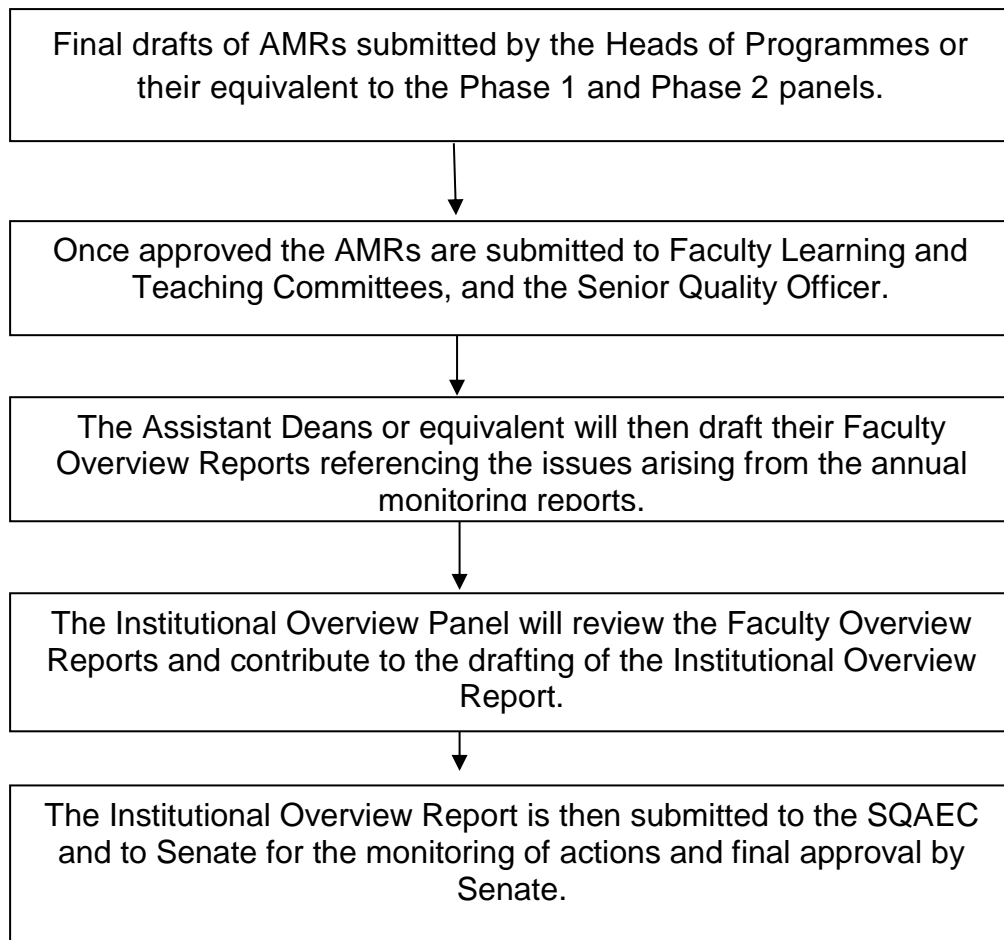 Final drafts of AMRs submitted by the Heads of Programmes or
their equivalent to the Phase 1 and Phase 2 panels.
Once approved the AMRs are submitted to Faculty Learning and
Teaching Committees, and the Senior Quality Officer.
The Assistant Deans or equivalent will then draft their Faculty
Overview Reports referencing the issues arising from the annual
monitoring reports.
The Institutional Overview Panel will review the Faculty Overview
Reports and contribute to the drafting of the Institutional Overview
Report.
The Institutional Overview Report is then submitted to the SQAEC
and to Senate for the monitoring of actions and final approval by
Senate.